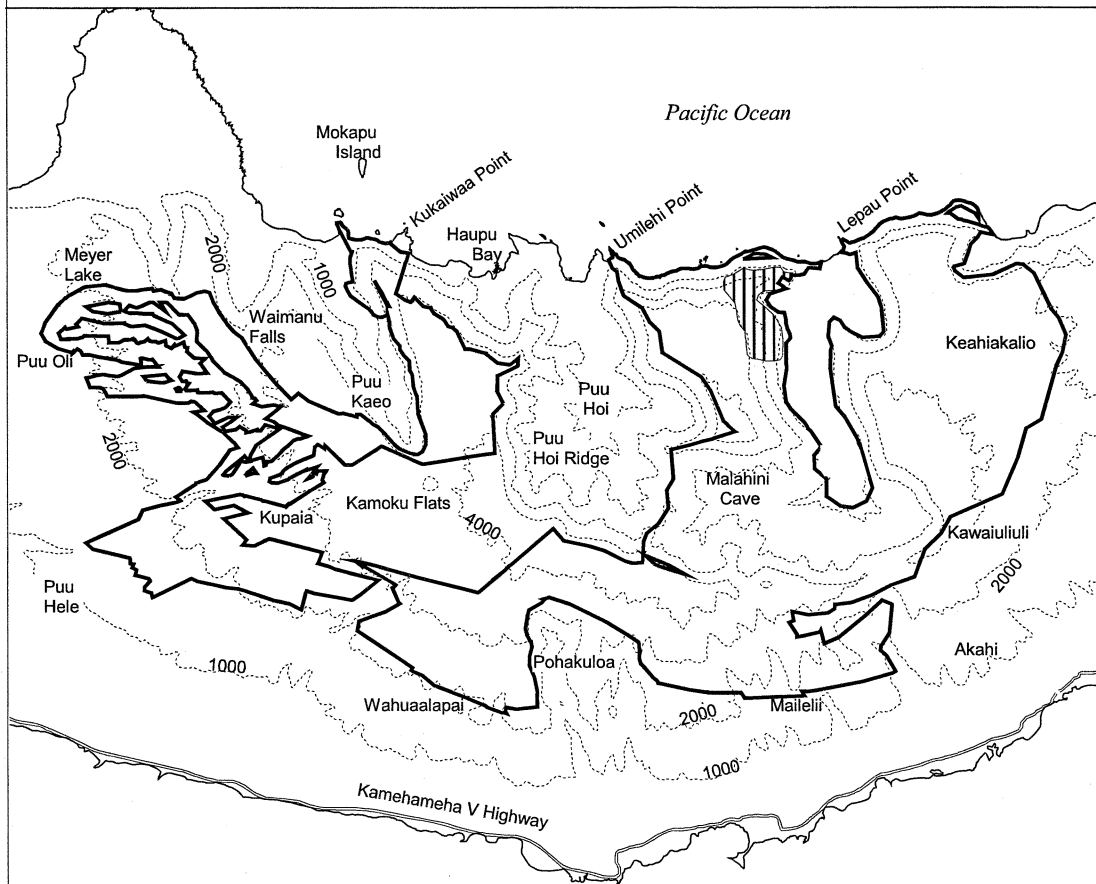 Pacific Ocean
Mokapu
Island
Kukaiwaa Point
Umilehi Point
Lepau Point
Haupu
Bay
Meyer
Lake
2000
1000
Waimanu
Falls
Puu Oli
Puu
Kaeo
Keahiakalio
Puu
Hoi
Puu
Hoi Ridge
2000
Malahini
Cave
Kamoku Flats
Kupaia
4000
Kawaiuliuli
2000
Puu
Hele
Akahi
1000
Pohakuloa
Wahuaalapai
2000
Mailelii
1000
Kamehameha V Highway